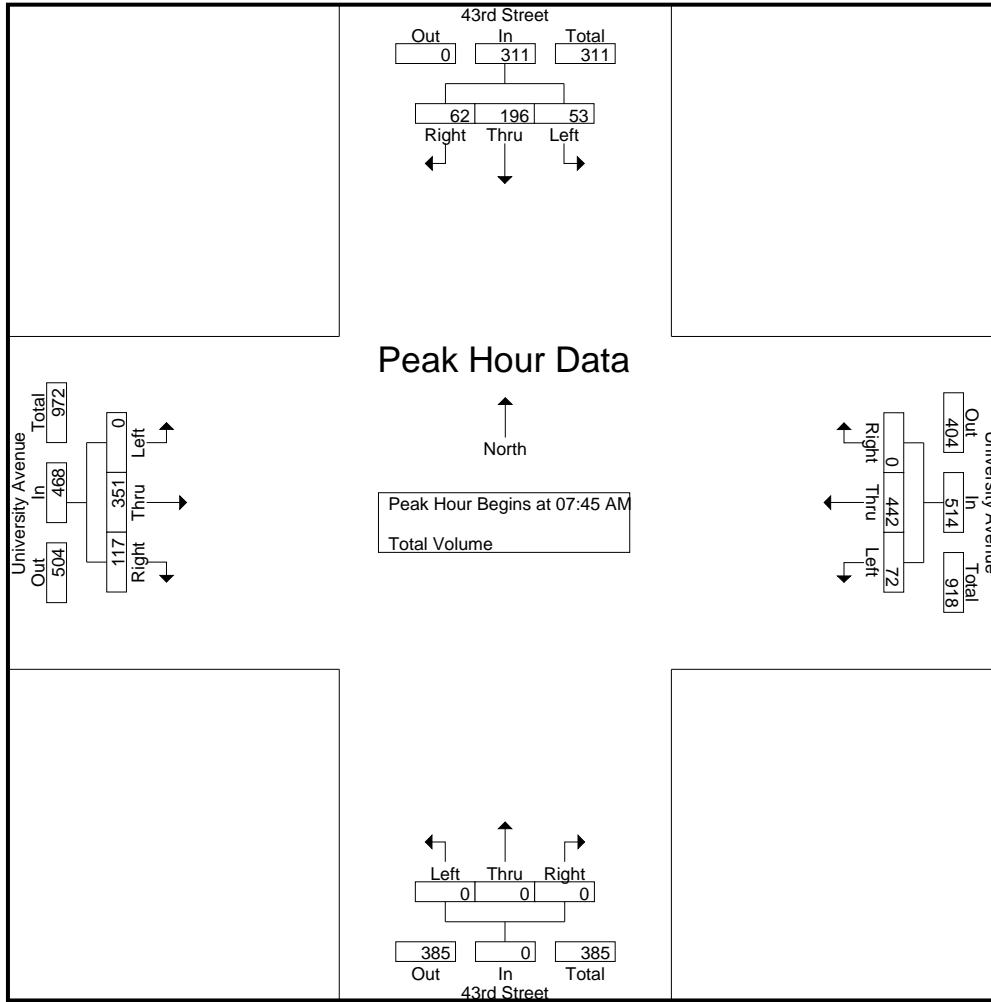 43rd Street
Out In Total
0 311 311
62 196 53
Right Thru Left
Peak Hour Data
North
Peak Hour Begins at 07:45 AM
Total Volume
University Avenue
Total In Out
972 468 504
0 351 117
Left Thru Right
Right Thru Left
0 442 72
Out In Total
404 514 918
University Avenue
Left Thru Right
0 0 0
385 0 385
Out In Total
43rd Street